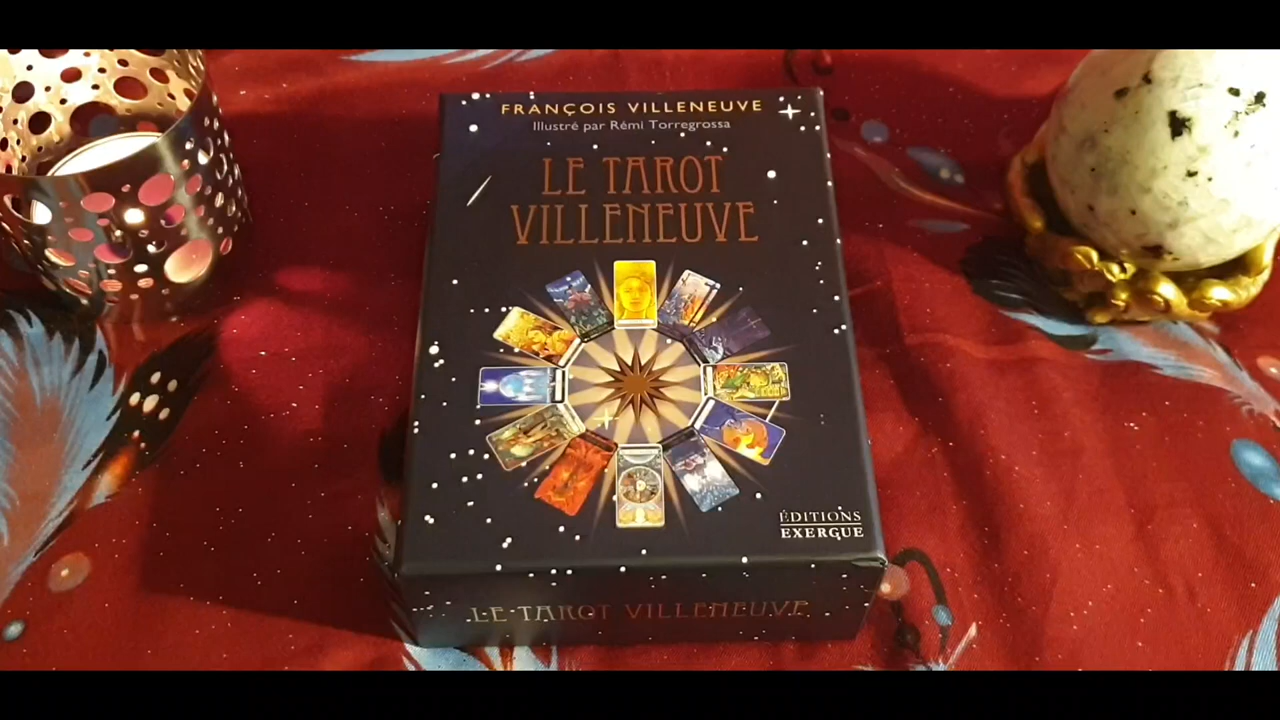 FRANÇOIS VILLENEUVE
Illustré par Rémi Torregrossa
LE TAROT
VILLENEUVE
ÉDITIONS
EXERGUE
LE TAROT VILLENEUVE